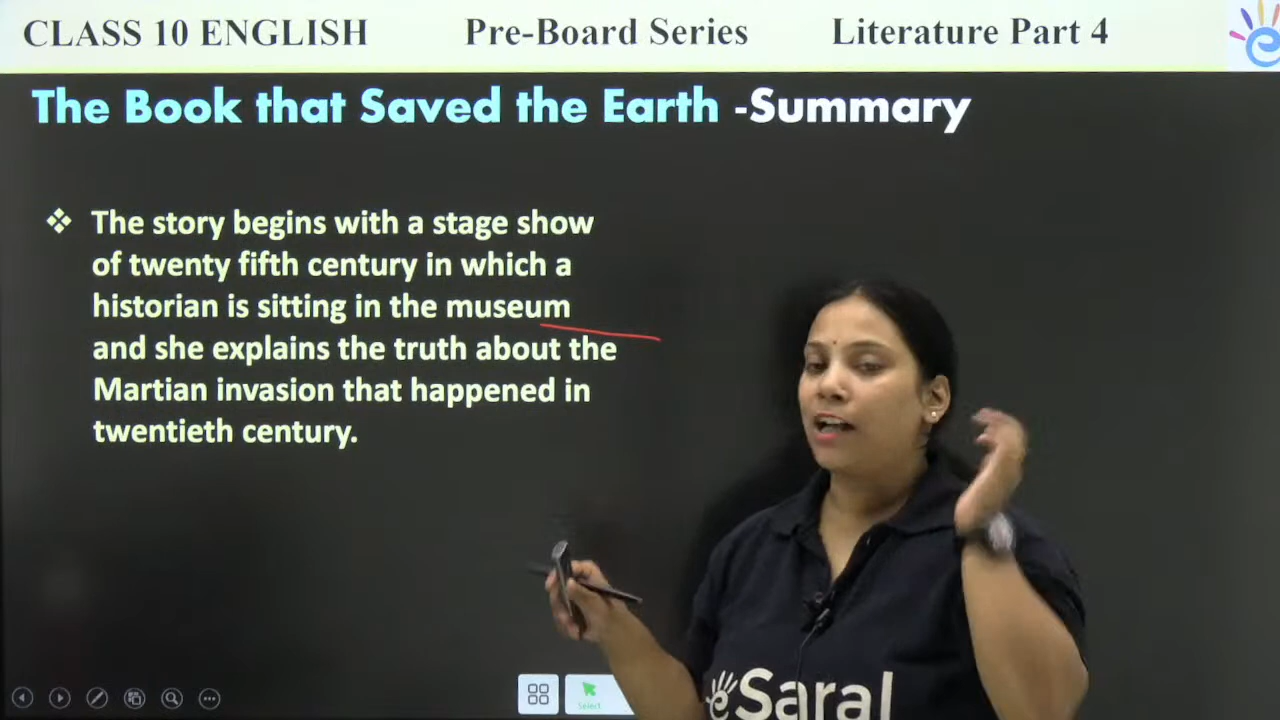 CLASS 10 ENGLISH Pre-Board Series Literature Part 4
The Book that Saved the Earth -Summary
❖ The story begins with a stage show
of twenty fifth century in which a
historian is sitting in the museum
and she explains the truth about the
Martian invasion that happened in
twentieth century.
Select
eSaral